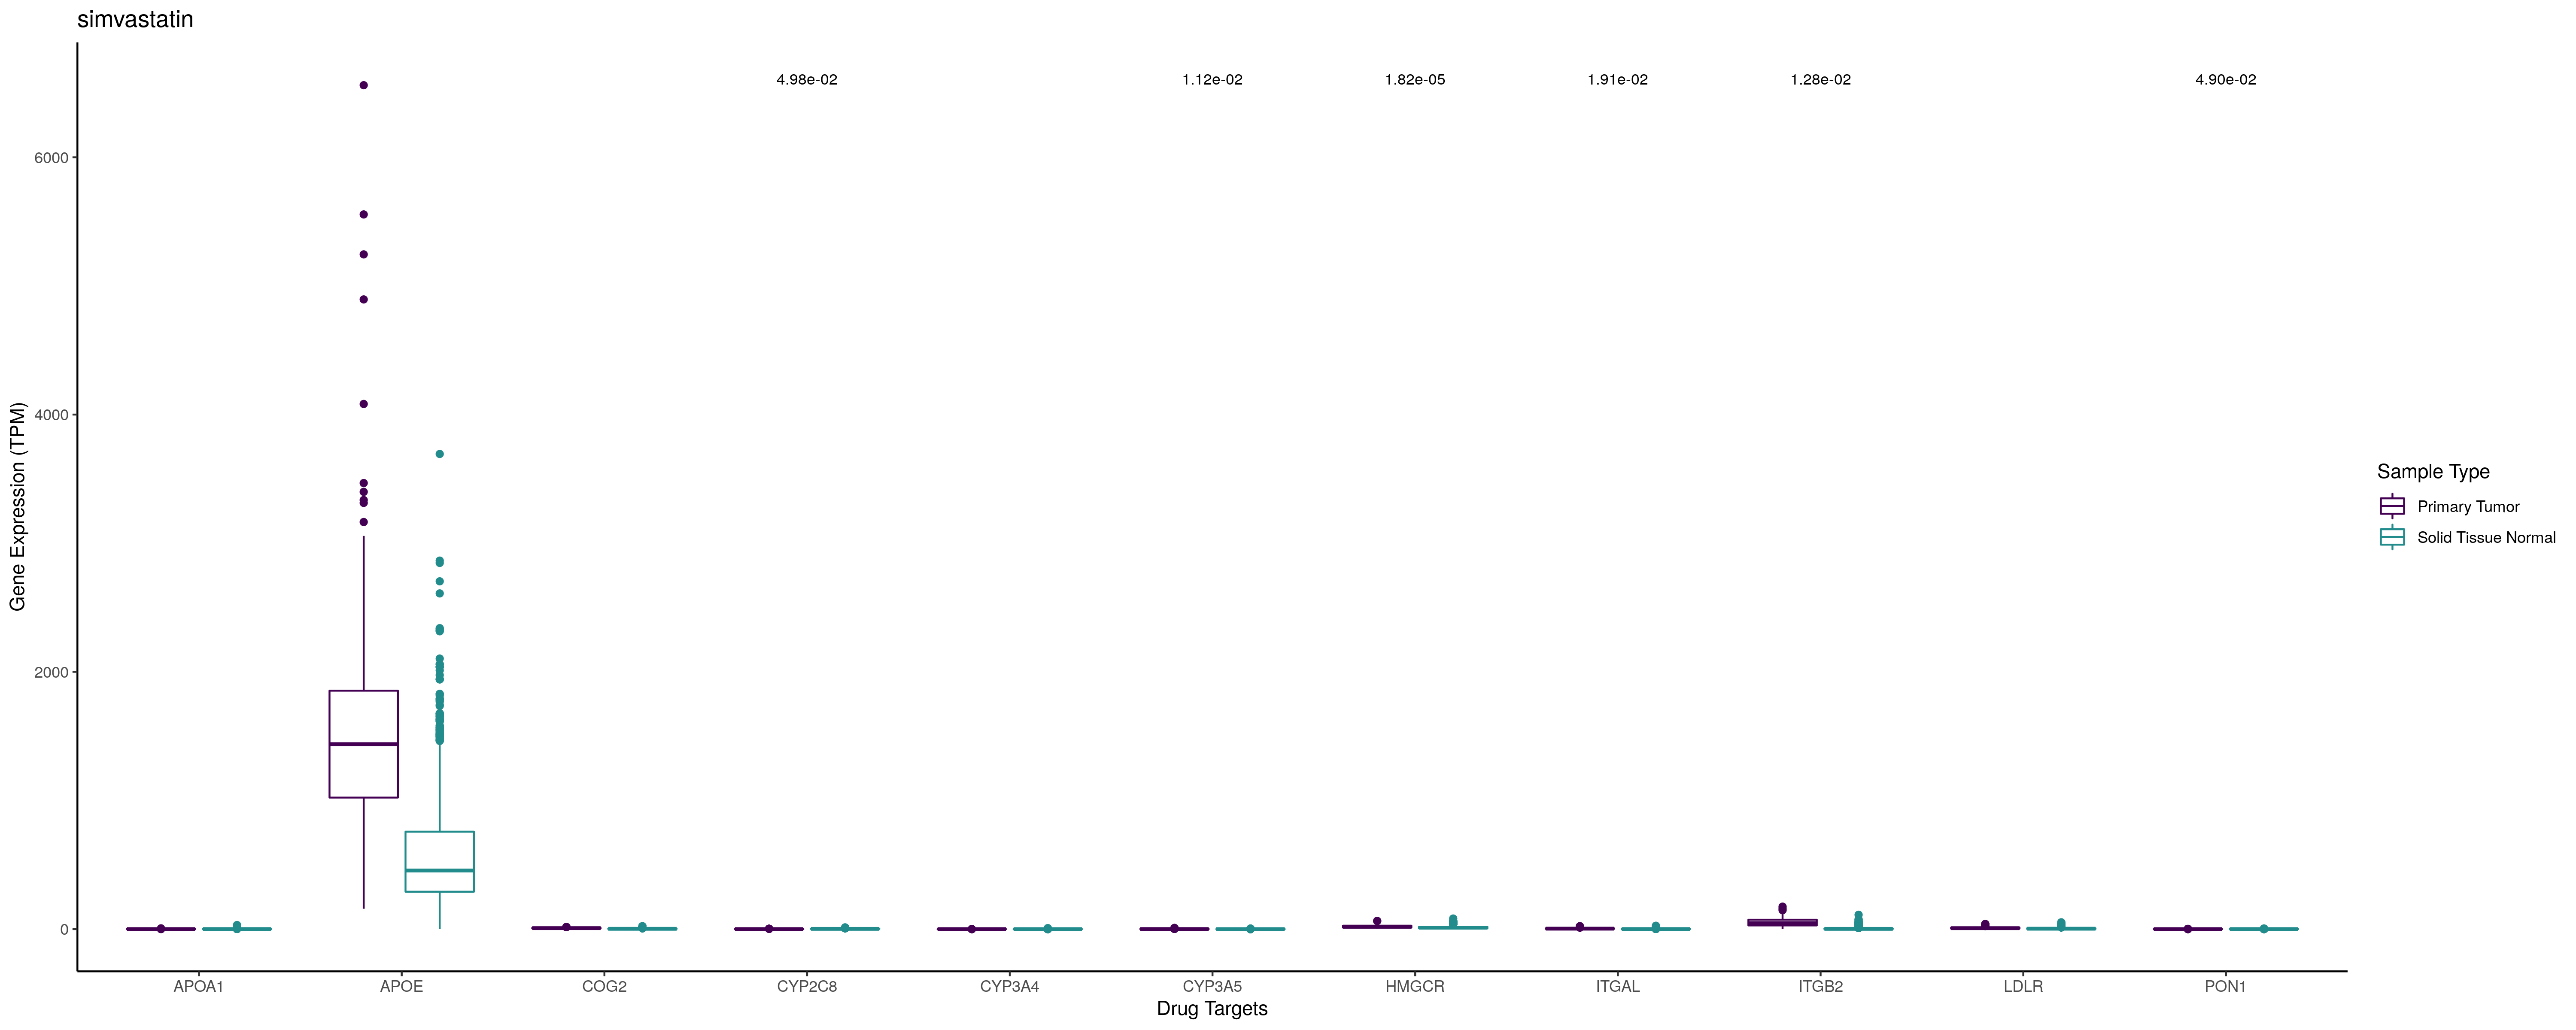 simvastatin
4.98e-02 1.12e-02 1.82e-05 1.91e-02 1.28e-02 4.90e-02
6000
4000
2000
0
Gene Expression (TPM)
APOA1 APOE COG2 CYP2C8 CYP3A4 CYP3A5 HMGCR ITGAL ITGB2 LDLR PON1
Drug Targets
Sample Type
Primary Tumor
Solid Tissue Normal